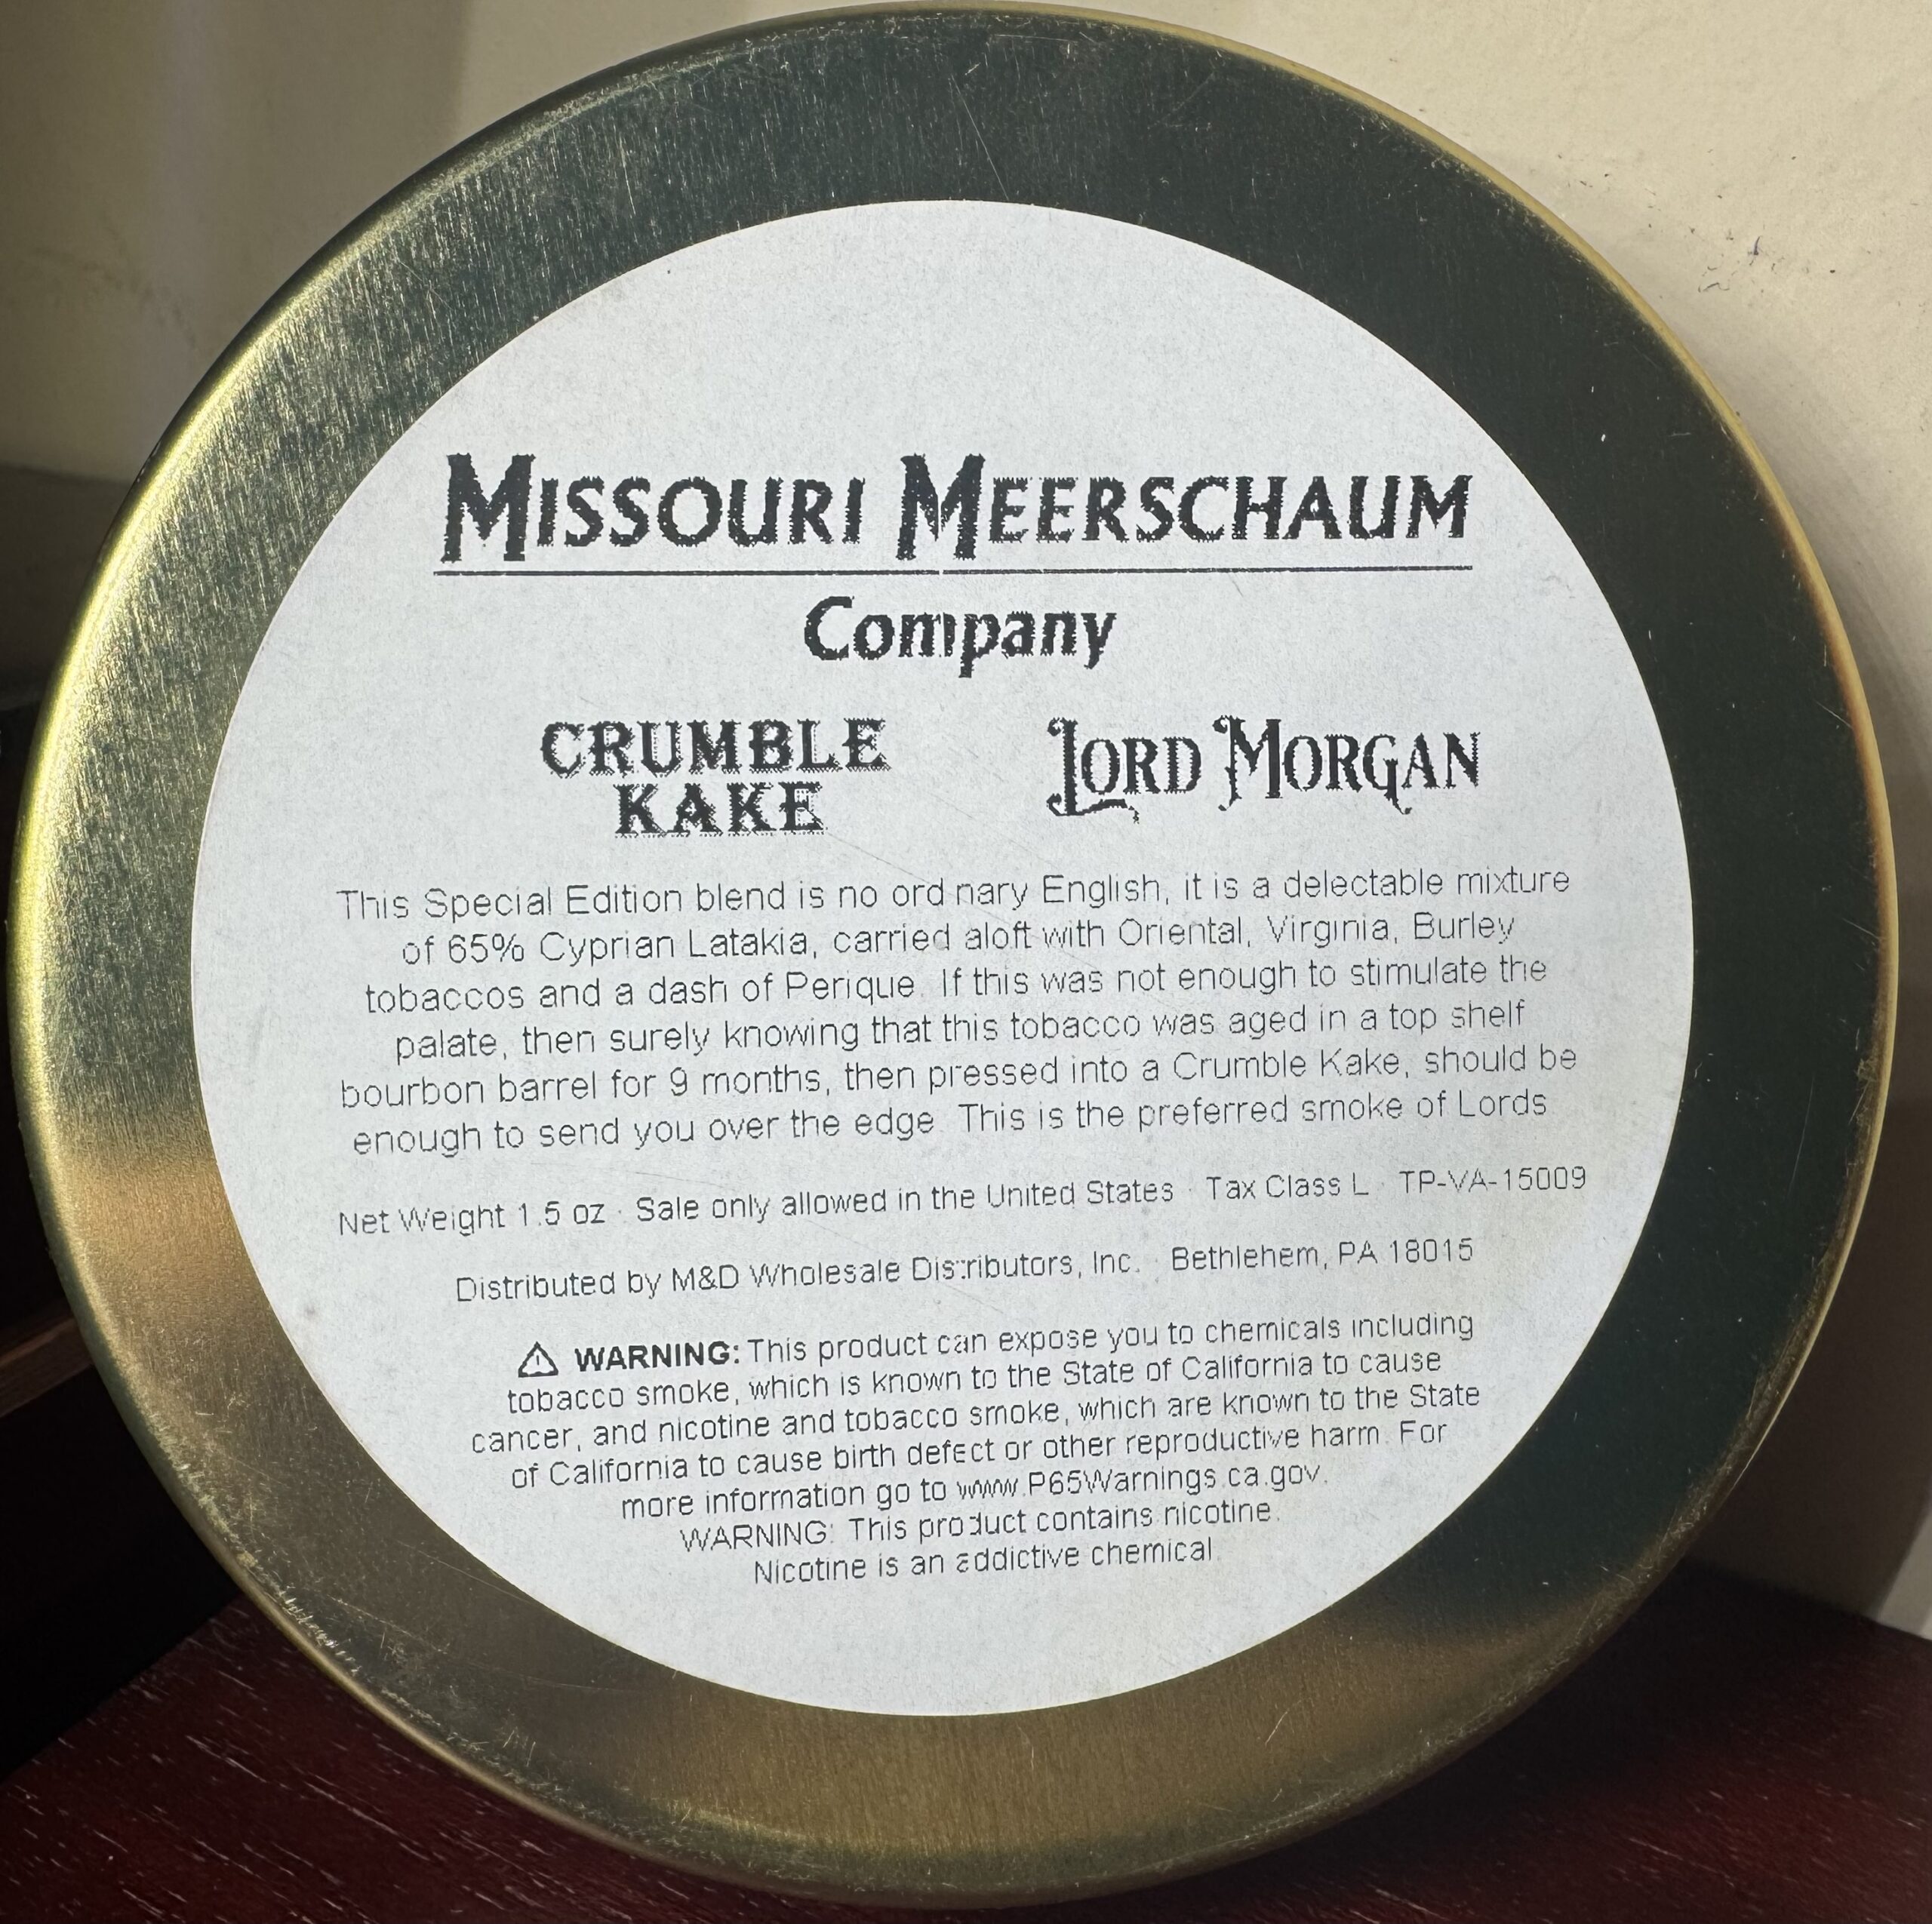 MISSOURI MEERSCHAUM
Company
CRUMBLE
KAKE
LORD MORGAN
This Special Edition blend is no ordinary English, it is a delectable mixture
of 65% Cyprian Latakia, carried aloft with Oriental, Virginia, Burley
tobaccos and a dash of Perique. If this was not enough to stimulate the
palate, then surely knowing that this tobacco was aged in a top shelf
bourbon barrel for 9 months, then pressed into a Crumble Kake, should be
enough to send you over the edge. This is the preferred smoke of Lords
Net Weight 1.5 oz · Sale only allowed in the United States · Tax Class L · TP-VA-15009
Distributed by M&D Wholesale Distributors, Inc. · Bethlehem, PA 18015
⚠ WARNING: This product can expose you to chemicals including
tobacco smoke, which is known to the State of California to cause
cancer, and nicotine and tobacco smoke, which are known to the State
of California to cause birth defect or other reproductive harm. For
more information go to www.P65Warnings.ca.gov.
WARNING: This product contains nicotine.
Nicotine is an addictive chemical.